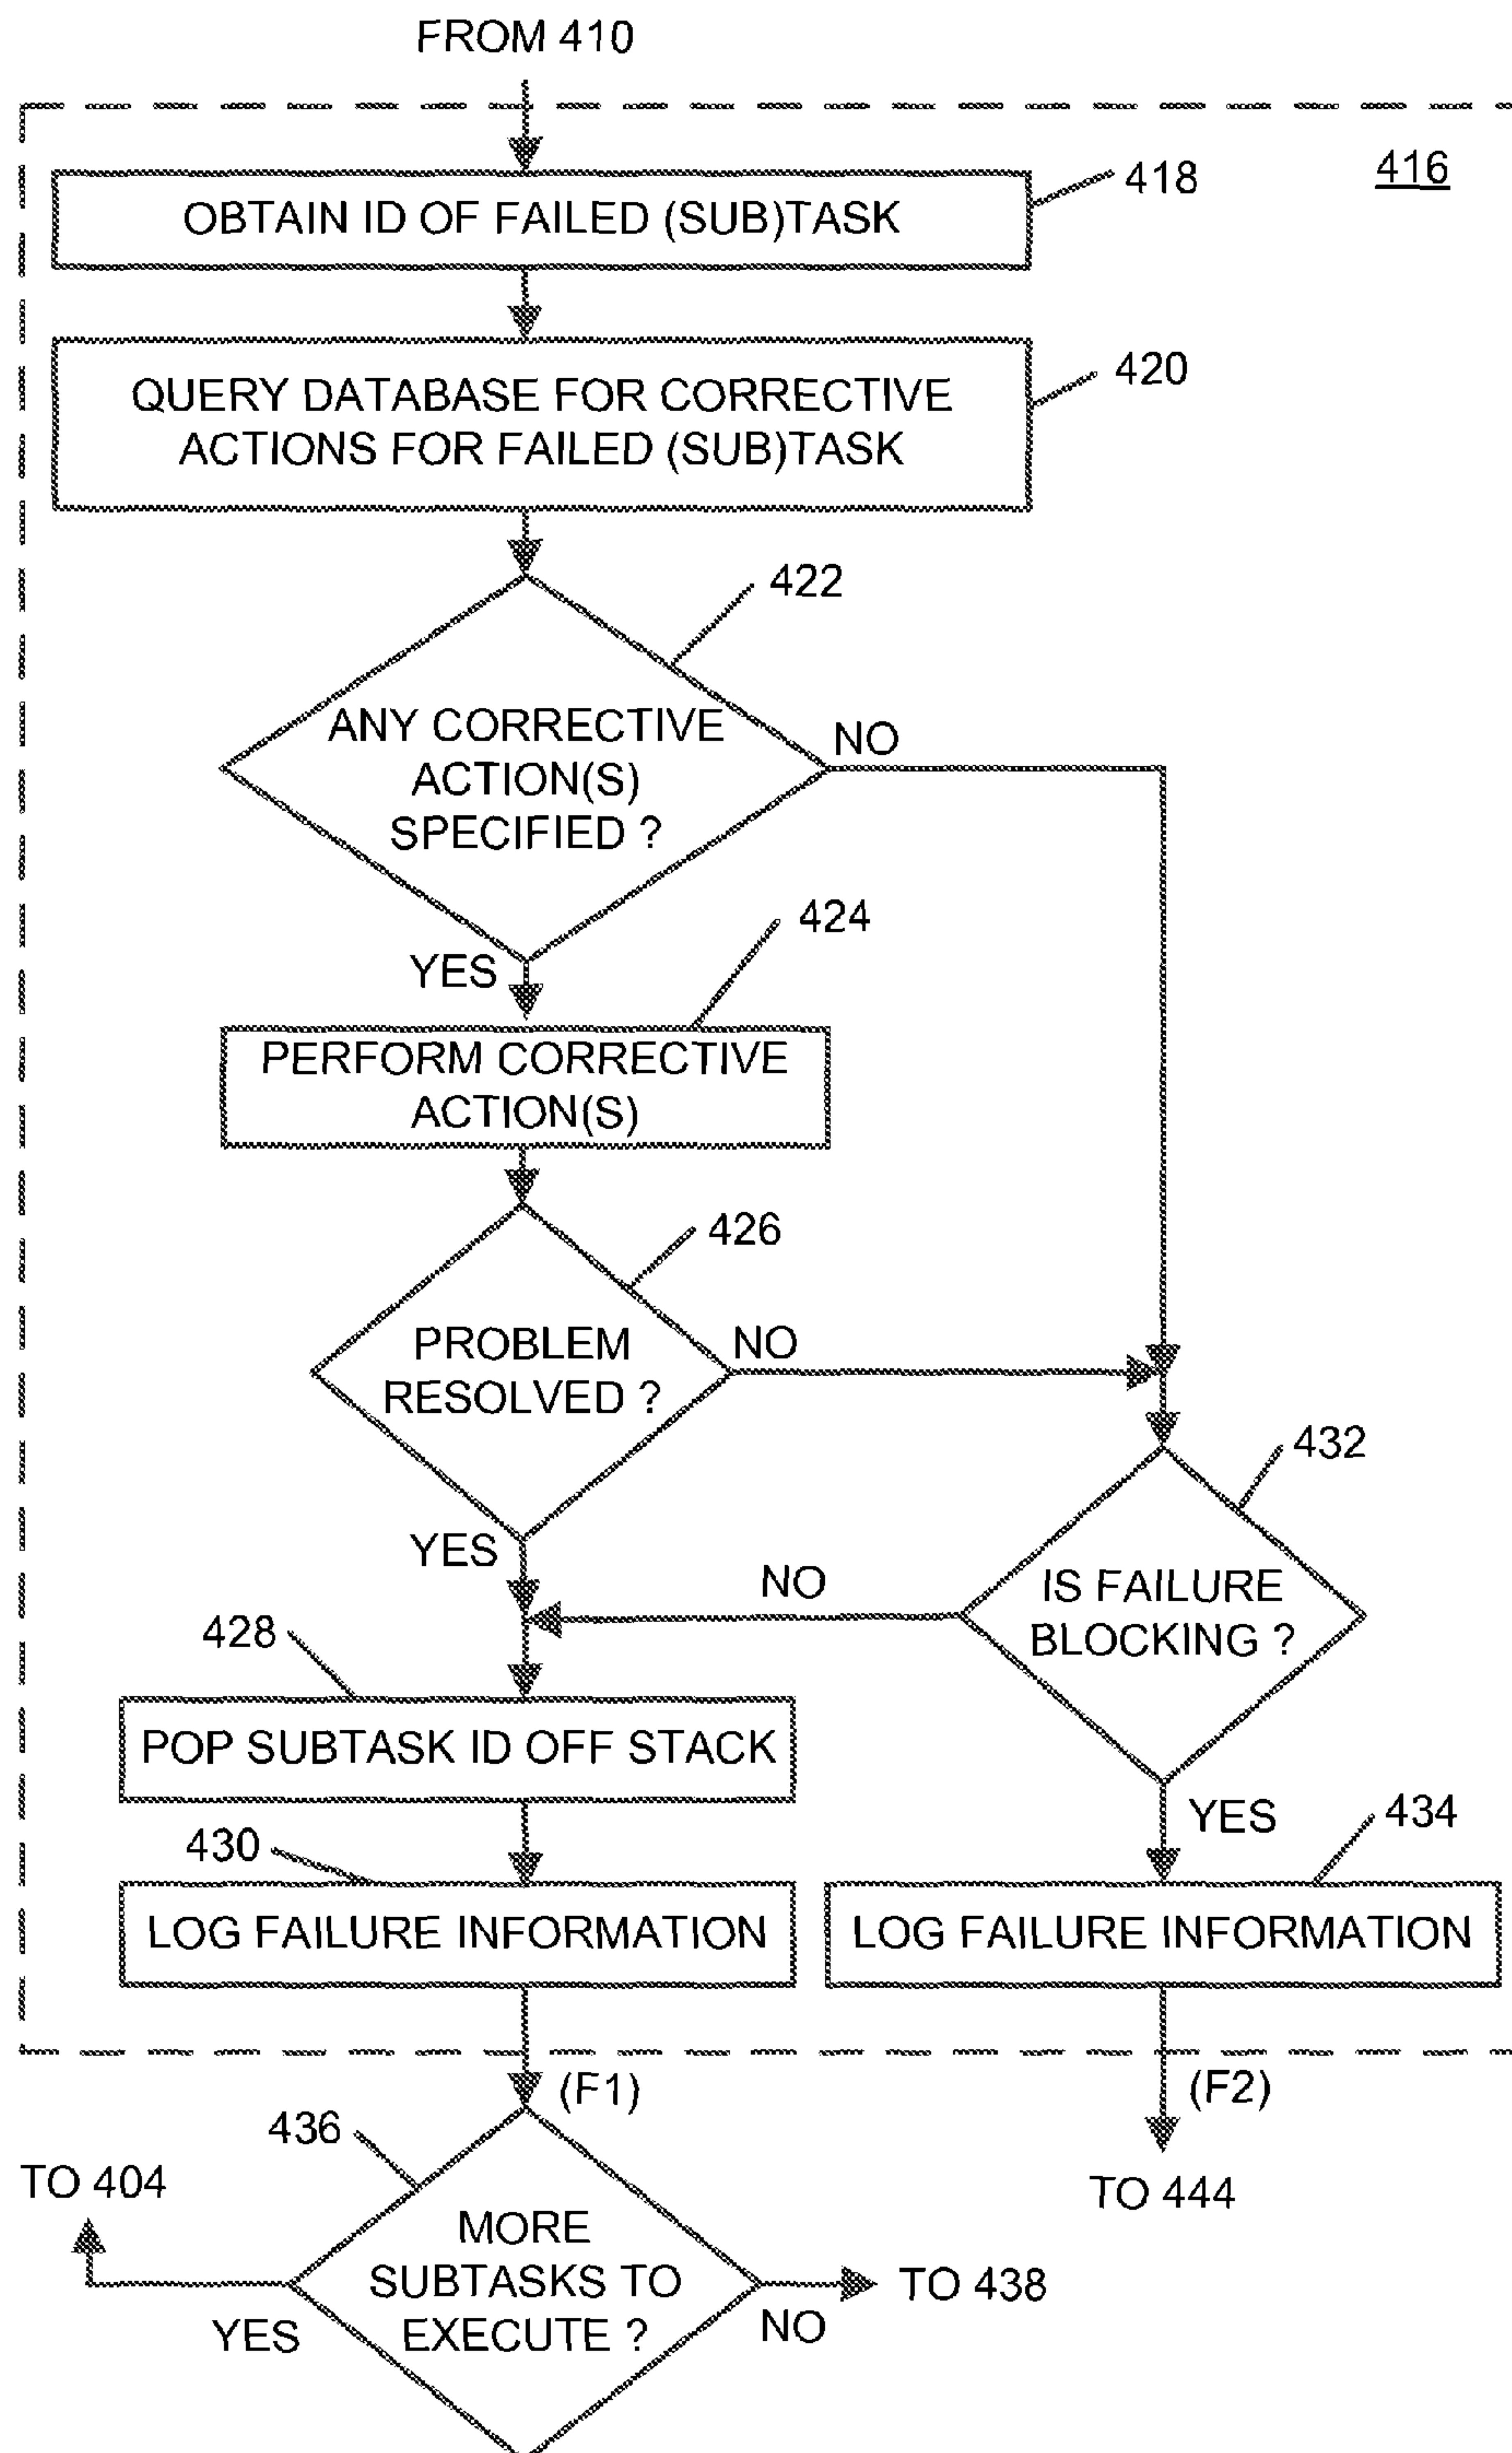 FROM 410
416
418
OBTAIN ID OF FAILED (SUB)TASK
420
QUERY DATABASE FOR CORRECTIVE
ACTIONS FOR FAILED (SUB)TASK
422
ANY CORRECTIVE
ACTION(S)
SPECIFIED ?
NO
YES
424
PERFORM CORRECTIVE
ACTION(S)
426
PROBLEM
RESOLVED ?
NO
YES
432
IS FAILURE
BLOCKING ?
NO
YES
428
POP SUBTASK ID OFF STACK
430
LOG FAILURE INFORMATION
434
LOG FAILURE INFORMATION
(F1)
(F2)
TO 444
436
MORE
SUBTASKS TO
EXECUTE ?
TO 404
YES
NO
TO 438